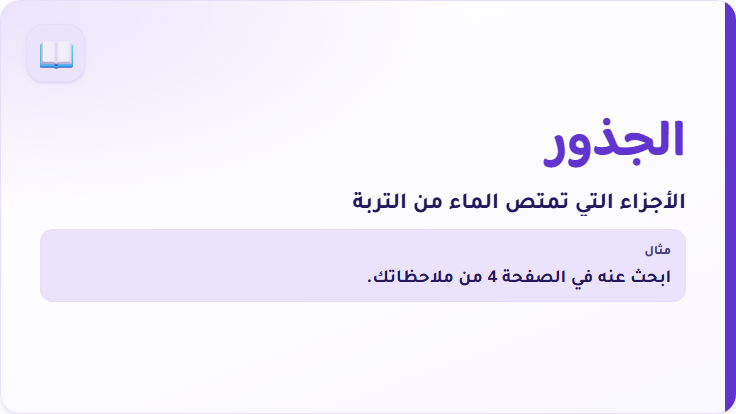 الجذور
الأجزاء التي تمتص الماء من التربة
مثال
ابحث عنه في الصفحة 4 من ملاحظاتك.